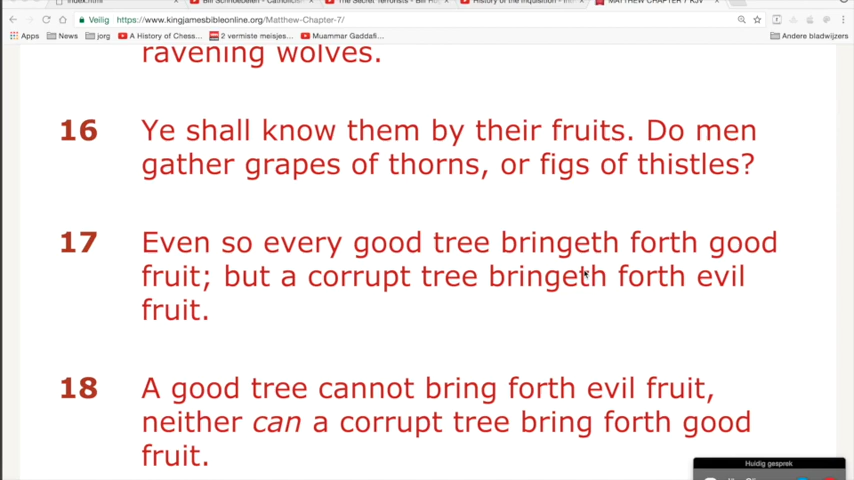 Veilig https://www.kingjamesbibleonline.org/Matthew-Chapter-7/
Apps News jorg A History of Chess... 2 vermiste meisjes... Muammar Gaddafi... Andere bladwijzers
ravening wolves.
16 Ye shall know them by their fruits. Do men
gather grapes of thorns, or figs of thistles?
17 Even so every good tree bringeth forth good
fruit; but a corrupt tree bringeth forth evil
fruit.
18 A good tree cannot bring forth evil fruit,
neither can a corrupt tree bring forth good
fruit.
Huidig gesprek